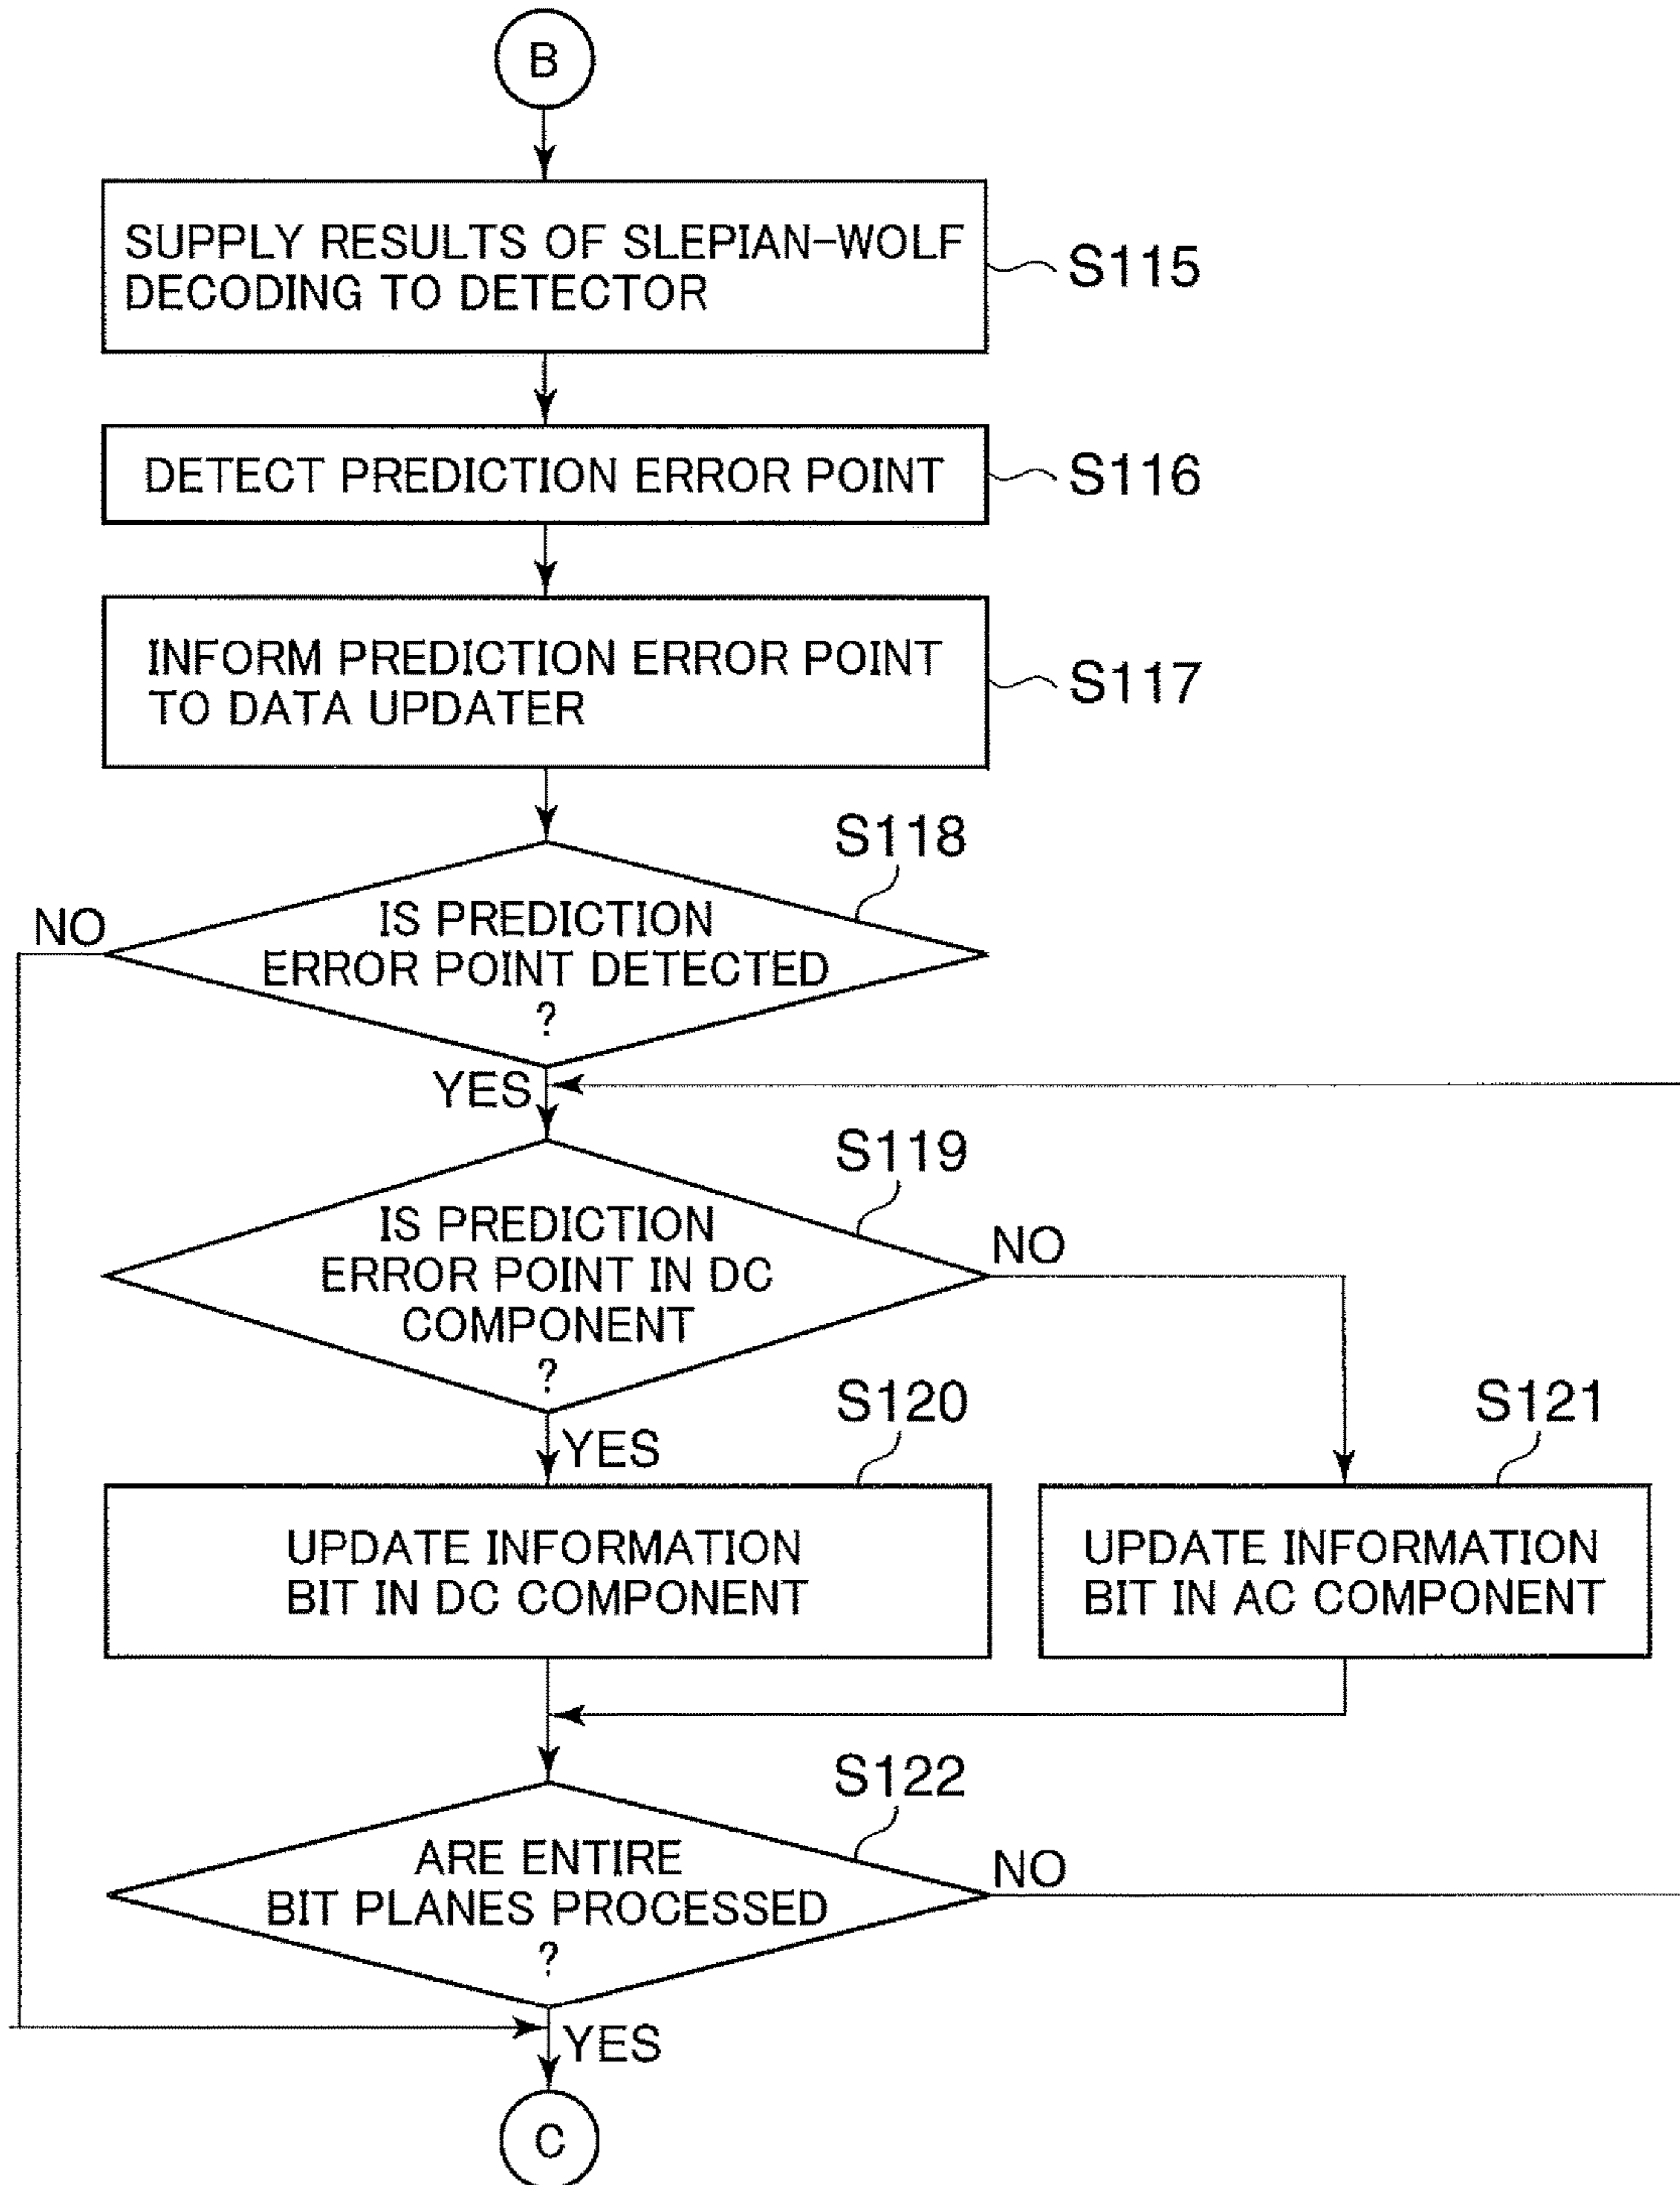 B
SUPPLY RESULTS OF SLEPIAN-WOLF
DECODING TO DETECTOR
S115
DETECT PREDICTION ERROR POINT
S116
INFORM PREDICTION ERROR POINT
TO DATA UPDATER
S117
S118
NO
IS PREDICTION
ERROR POINT DETECTED
?
YES
S119
IS PREDICTION
ERROR POINT IN DC
COMPONENT
?
NO
YES
S120
S121
UPDATE INFORMATION
BIT IN DC COMPONENT
UPDATE INFORMATION
BIT IN AC COMPONENT
S122
ARE ENTIRE
BIT PLANES PROCESSED
?
NO
YES
C